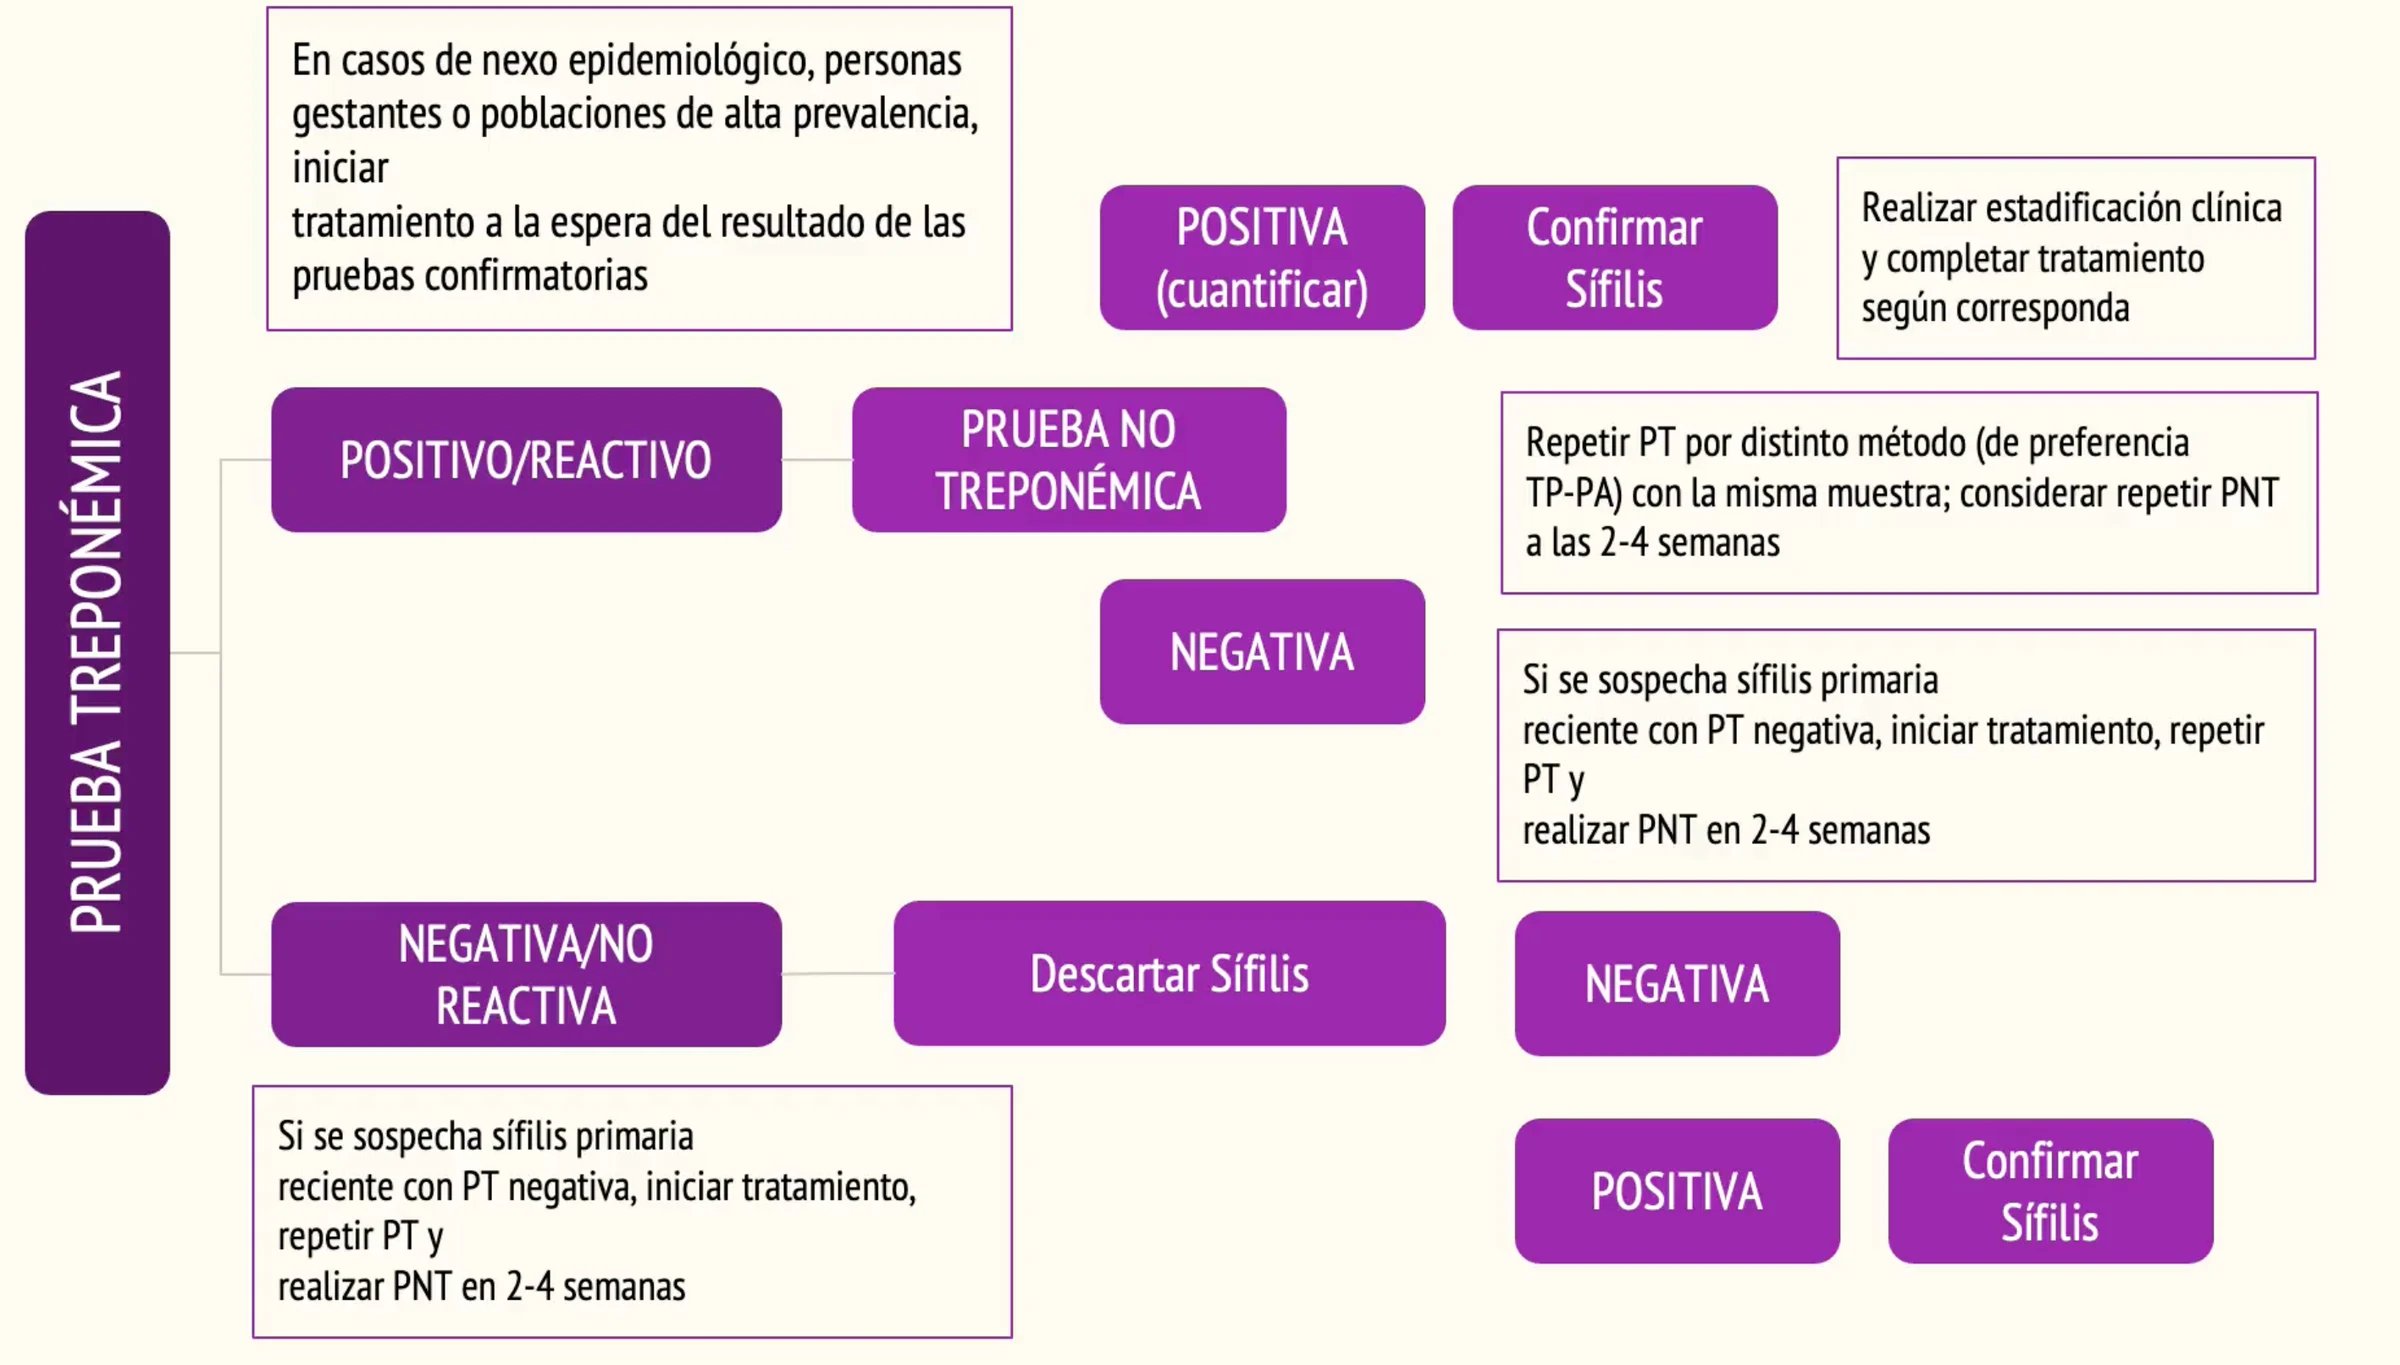 PRUEBA TREPONÉMICA
En casos de nexo epidemiológico, personas
gestantes o poblaciones de alta prevalencia,
iniciar
tratamiento a la espera del resultado de las
pruebas confirmatorias
POSITIVO/REACTIVO
PRUEBA NO
TREPONÉMICA
POSITIVA
(cuantificar)
Confirmar
Sífilis
Realizar estadificación clínica
y completar tratamiento
según corresponda
NEGATIVA
Repetir PT por distinto método (de preferencia
TP-PA) con la misma muestra; considerar repetir PNT
a las 2-4 semanas
Si se sospecha sífilis primaria
reciente con PT negativa, iniciar tratamiento, repetir
PT y
realizar PNT en 2-4 semanas
NEGATIVA/NO
REACTIVA
Descartar Sífilis
NEGATIVA
POSITIVA
Confirmar
Sífilis
Si se sospecha sífilis primaria
reciente con PT negativa, iniciar tratamiento,
repetir PT y
realizar PNT en 2-4 semanas